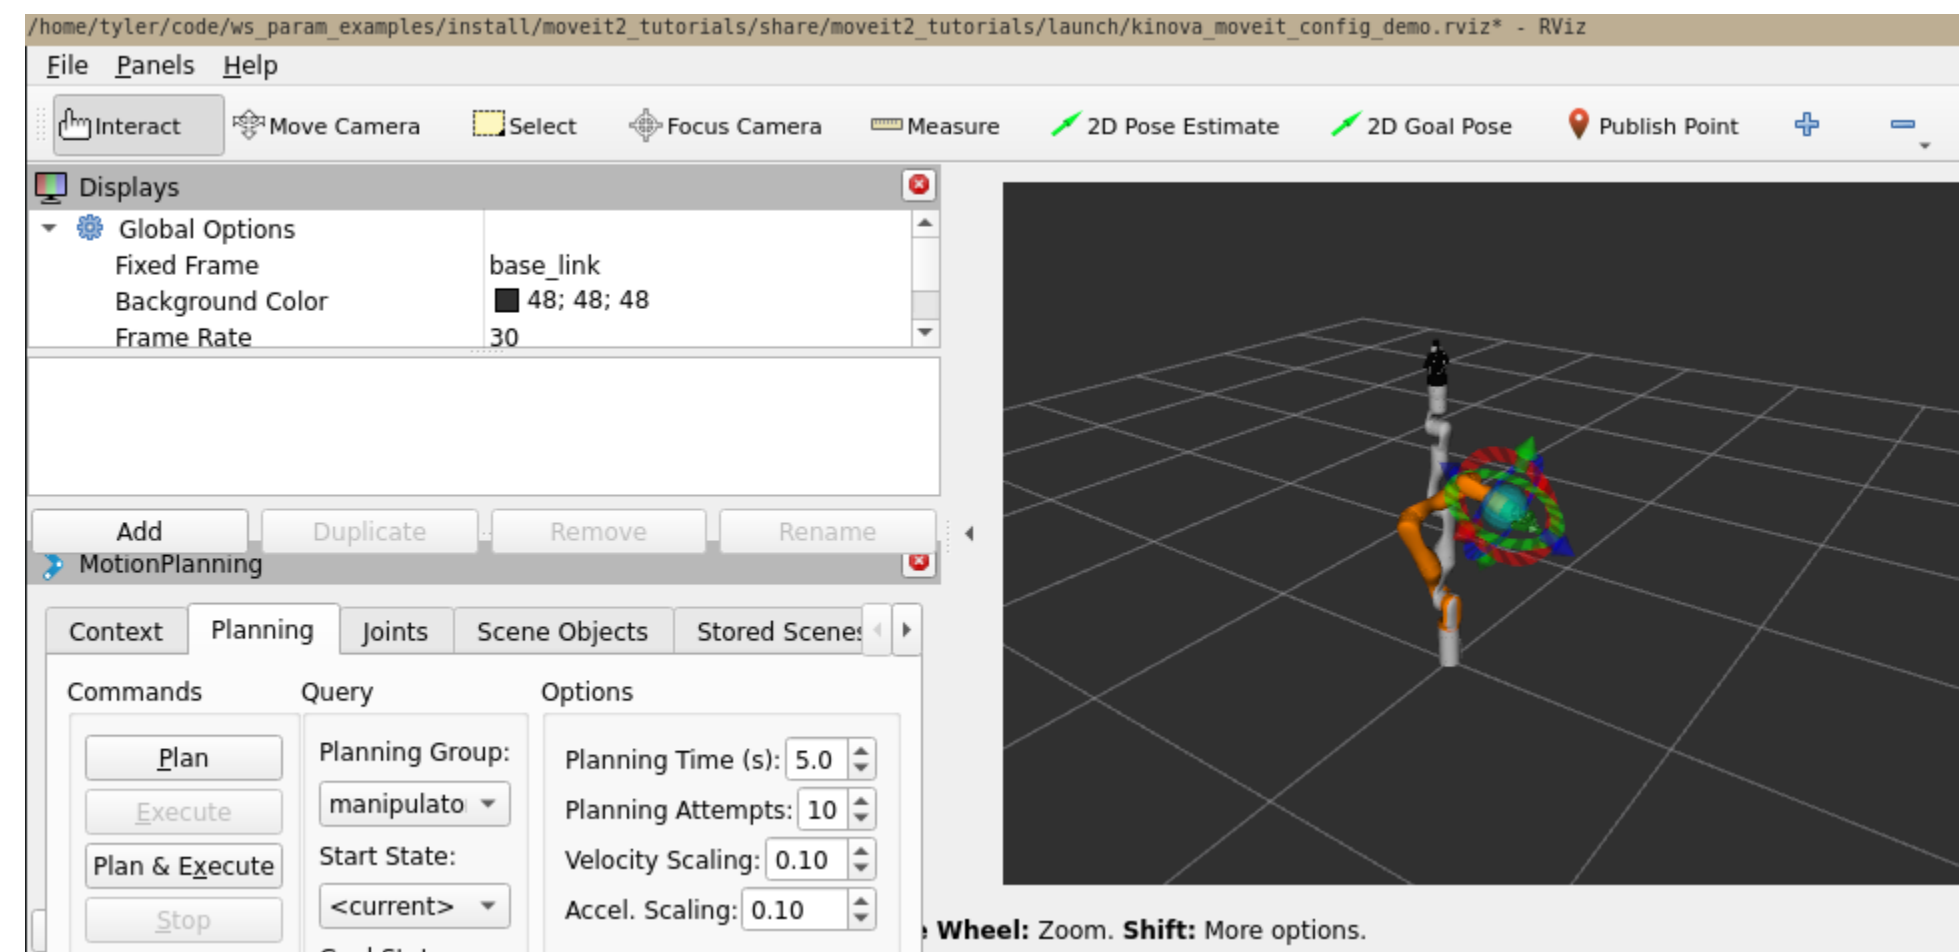 /home/tyler/code/ws_param_examples/install/moveit2_tutorials/share/moveit2_tutorials/launch/kinova_moveit_config_demo.rviz* - RViz
File Panels Help
Interact Move Camera Select Focus Camera Measure 2D Pose Estimate 2D Goal Pose Publish Point
Displays
Global Options
Fixed Frame base_link
Background Color 48; 48; 48
Frame Rate 30
Add Duplicate Remove Rename
MotionPlanning
Context Planning Joints Scene Objects Stored Scenes
Commands Query Options
Plan
Execute
Plan & Execute
Stop
Planning Group:
manipulato
Start State:
<current>
Planning Time (s): 5.0
Planning Attempts: 10
Velocity Scaling: 0.10
Accel. Scaling: 0.10
Wheel: Zoom. Shift: More options.